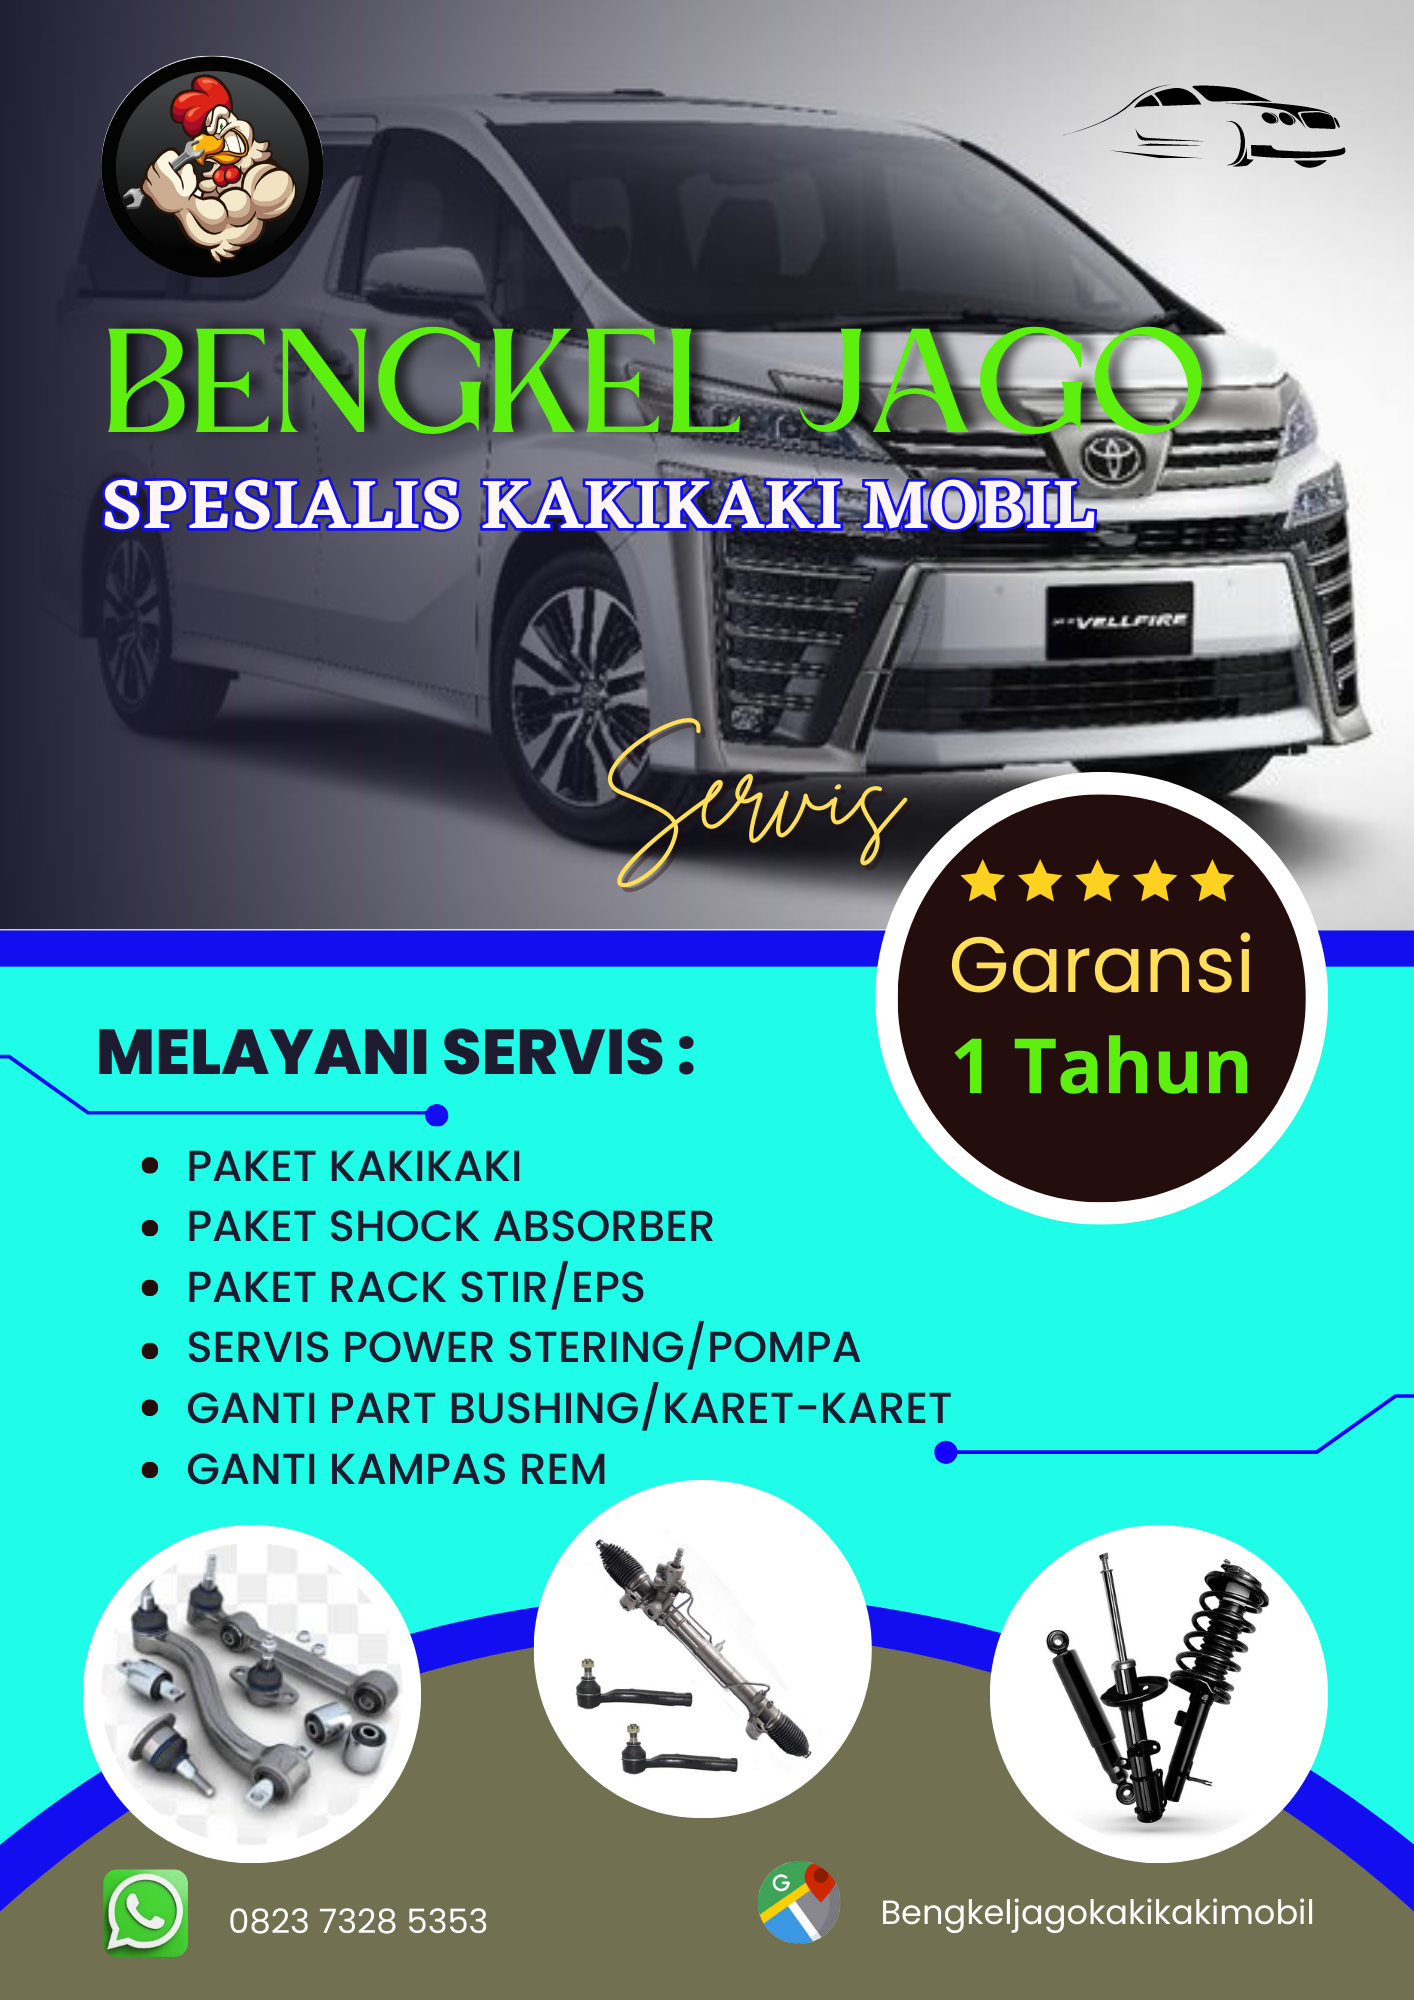 BENGKEL JAGO
SPESIALIS KAKIKAKI MOBIL
VELLFIRE
Servis
Garansi
1 Tahun
MELAYANI SERVIS :
• PAKET KAKIKAKI
• PAKET SHOCK ABSORBER
• PAKET RACK STIR/EPS
• SERVIS POWER STERING/POMPA
• GANTI PART BUSHING/KARET-KARET
• GANTI KAMPAS REM
G
0823 7328 5353
Bengkeljagokakikakimobil